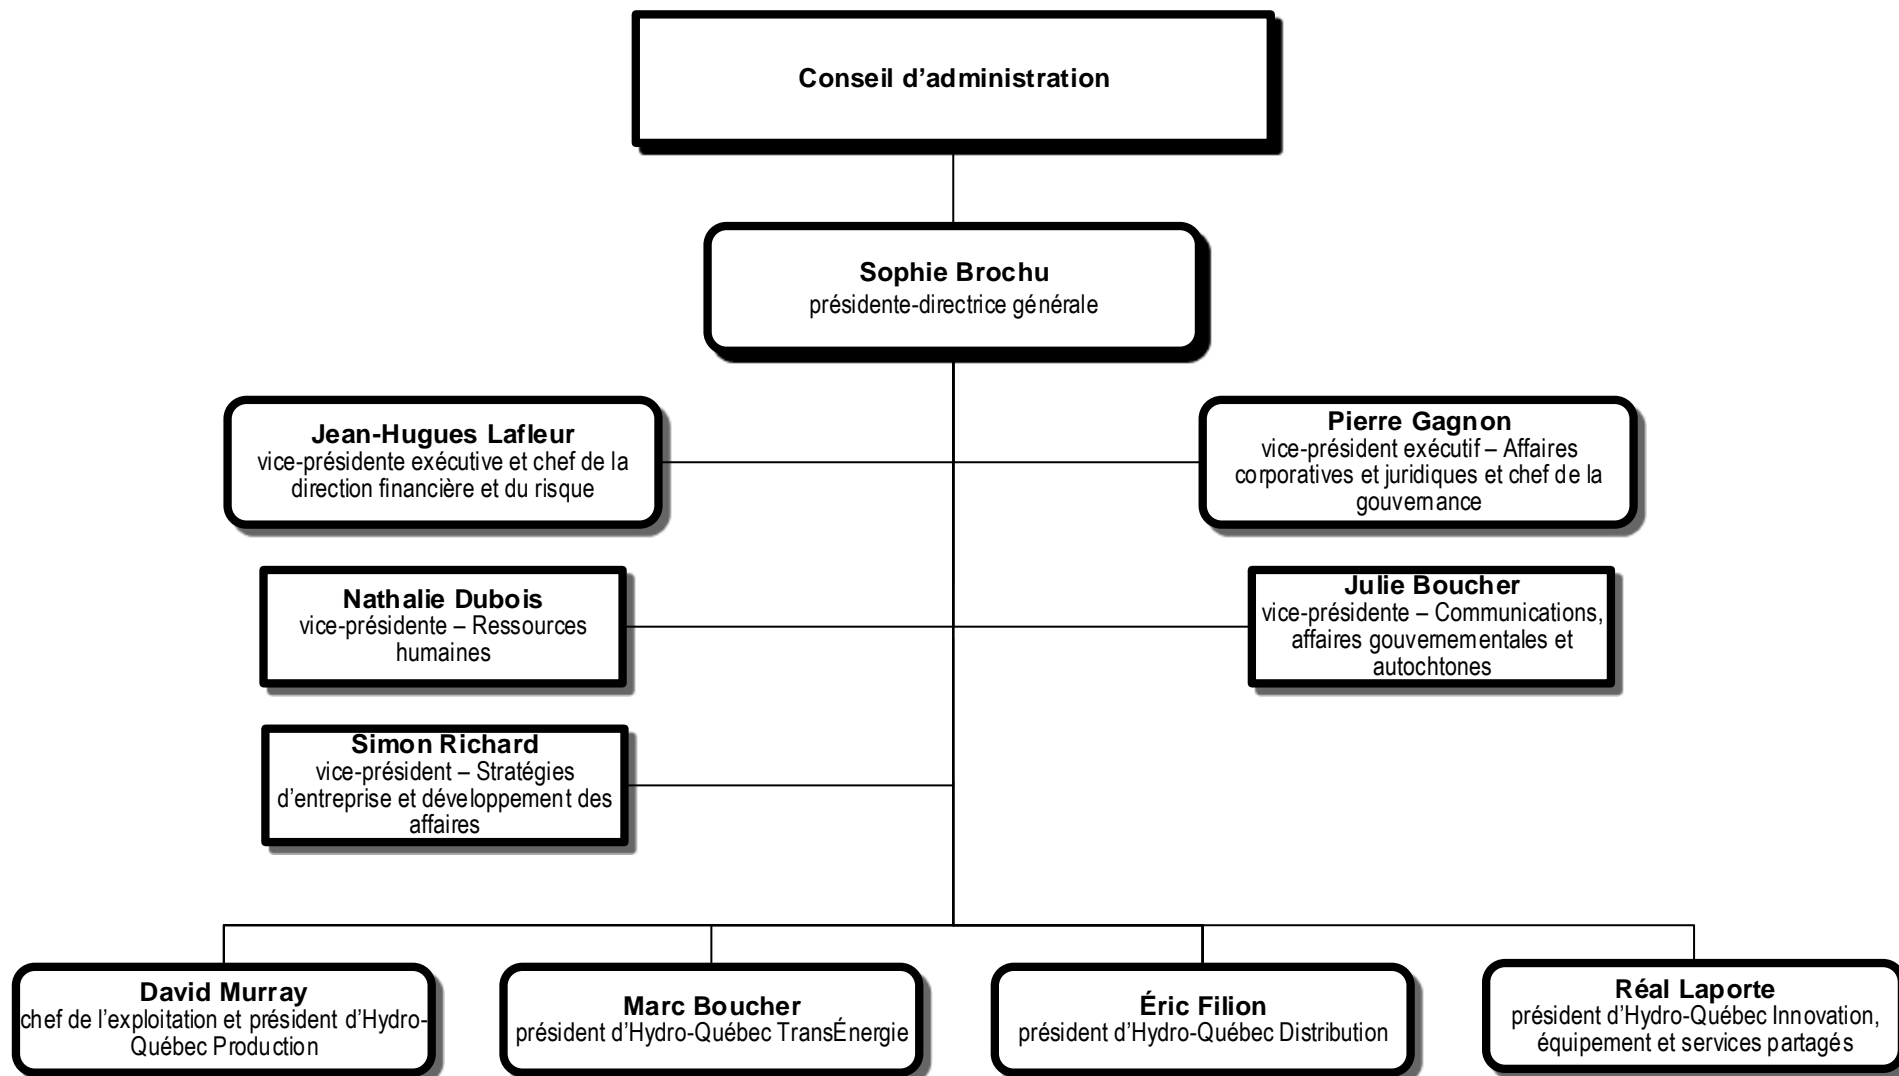 Conseil d’administration
Sophie Brochu
présidente-directrice générale
Jean-Hugues Lafleur
vice-présidente exécutive et chef de la
direction financière et du risque
Pierre Gagnon
vice-président exécutif – Affaires
corporatives et juridiques et chef de la
gouvernance
Nathalie Dubois
vice-présidente – Ressources
humaines
Julie Boucher
vice-présidente – Communications,
affaires gouvernementales et
autochtones
Simon Richard
vice-président – Stratégies
d’entreprise et développement des
affaires
David Murray
chef de l’exploitation et président d’Hydro-
Québec Production
Marc Boucher
président d’Hydro-Québec TransÉnergie
Éric Filion
président d’Hydro-Québec Distribution
Réal Laporte
président d’Hydro-Québec Innovation,
équipement et services partagés